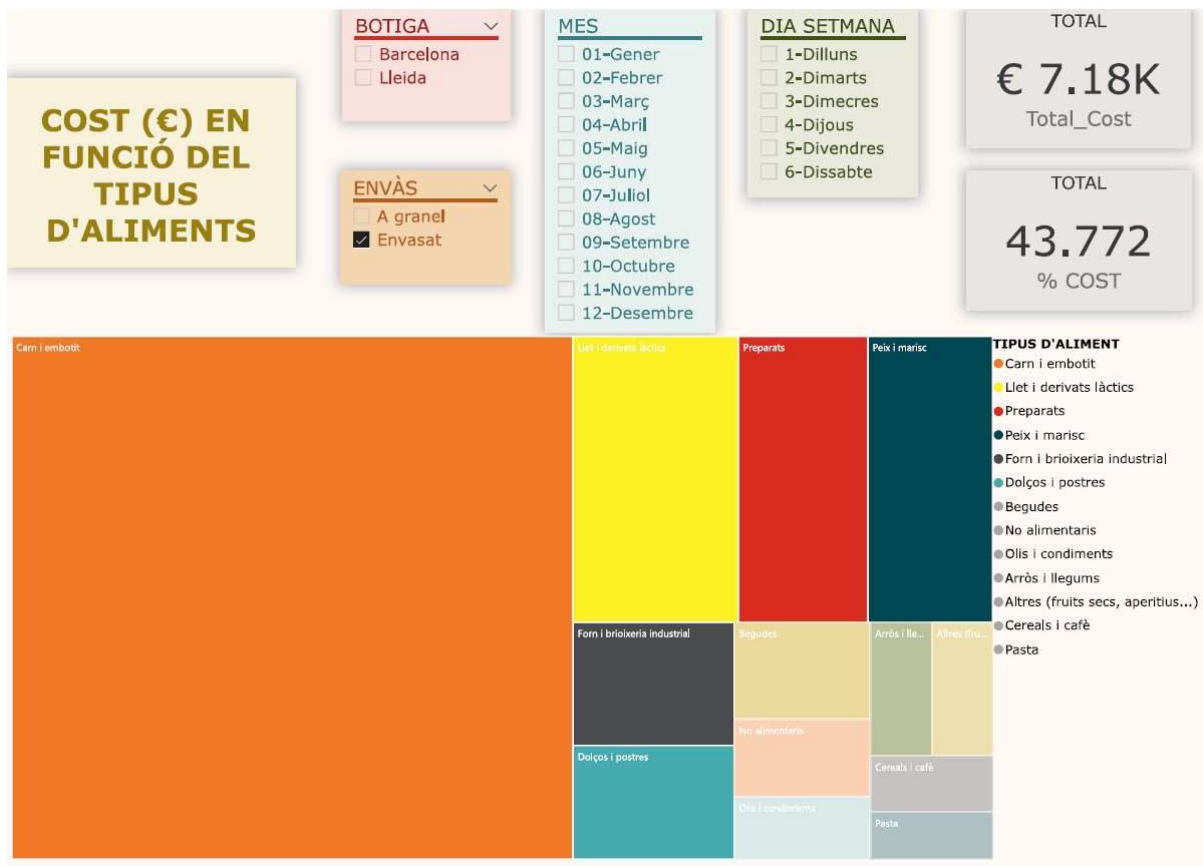 COST (€) EN
FUNCIÓ DEL
TIPUS
D'ALIMENTS
BOTIGA
Barcelona
Lleida
ENVÀS
A granel
Envasat
MES
01-Gener
02-Febrer
03-Març
04-Abril
05-Maig
06-Juny
07-Juliol
08-Agost
09-Setembre
10-Octubre
11-Novembre
12-Desembre
DIA SETMANA
1-Dilluns
2-Dimarts
3-Dimecres
4-Dijous
5-Divendres
6-Dissabte
TOTAL
€ 7.18K
Total_Cost
TOTAL
43.772
% COST
Carn i embotit
Llet i derivats làctics
Preparats
Peix i marisc
Forn i brioixeria industrial
Begudes
Arròs i lle...
Altres (fru...
No alimentaris
Dolços i postres
Cereals i cafè
Olis i condiments
Pasta
TIPUS D'ALIMENT
Carn i embotit
Llet i derivats làctics
Preparats
Peix i marisc
Forn i brioixeria industrial
Dolços i postres
Begudes
No alimentaris
Olis i condiments
Arròs i llegums
Altres (fruits secs, aperitius...)
Cereals i cafè
Pasta